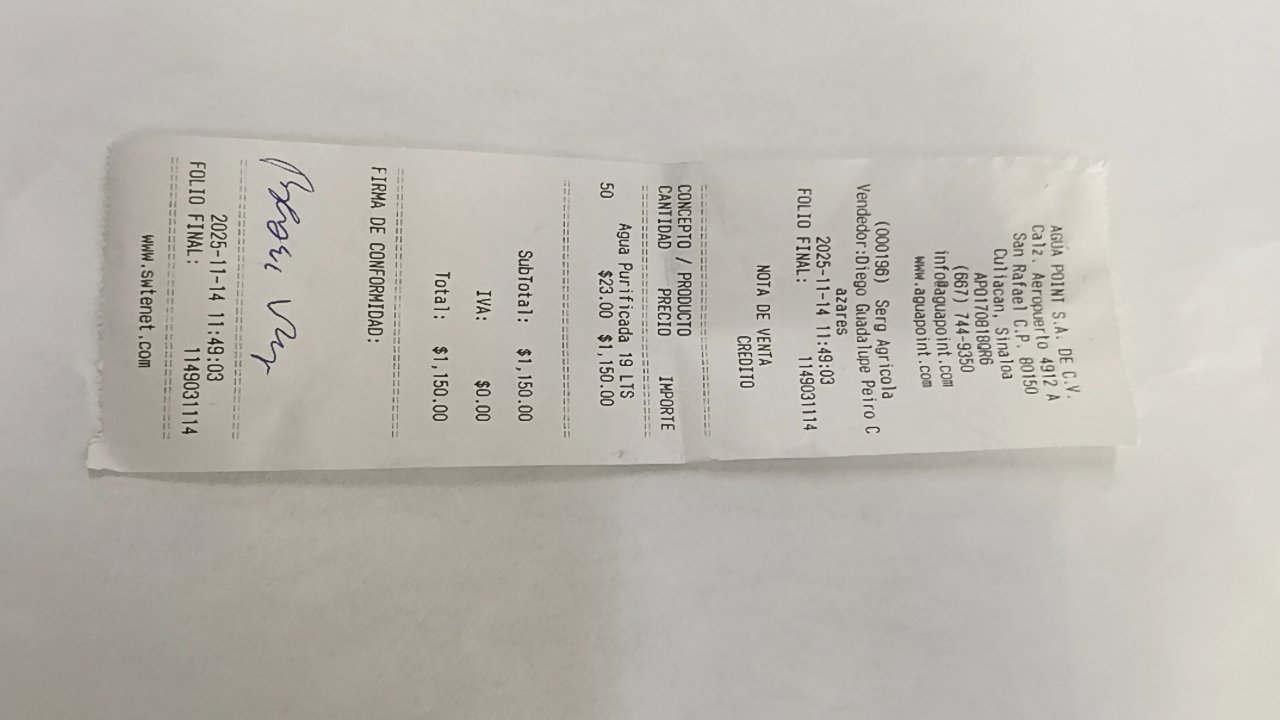 AGUA POINT S.A. DE C.V.
Calz. Aeropuerto 4912 A
San Rafael C.P. 80150
Culiacan, Sinaloa
APO170818QR6
(667) 744-9350
info@aguapoint.com
www.aguapoint.com
(000196) Serg Agricola
Vendedor:Diego Guadalupe Peiro C
azares
2025-11-14 11:49:03
FOLIO FINAL: 1149031114
NOTA DE VENTA
CREDITO
--------------------------------
CONCEPTO / PRODUCTO
CANTIDAD PRECIO IMPORTE
--------------------------------
Agua Purificada 19 LTS
50 $23.00 $1,150.00
--------------------------------
SubTotal: $1,150.00
IVA: $0.00
Total: $1,150.00
--------------------------------
FIRMA DE CONFORMIDAD:
--------------------------------
2025-11-14 11:49:03
FOLIO FINAL: 1149031114
--------------------------------
www.swtenet.com